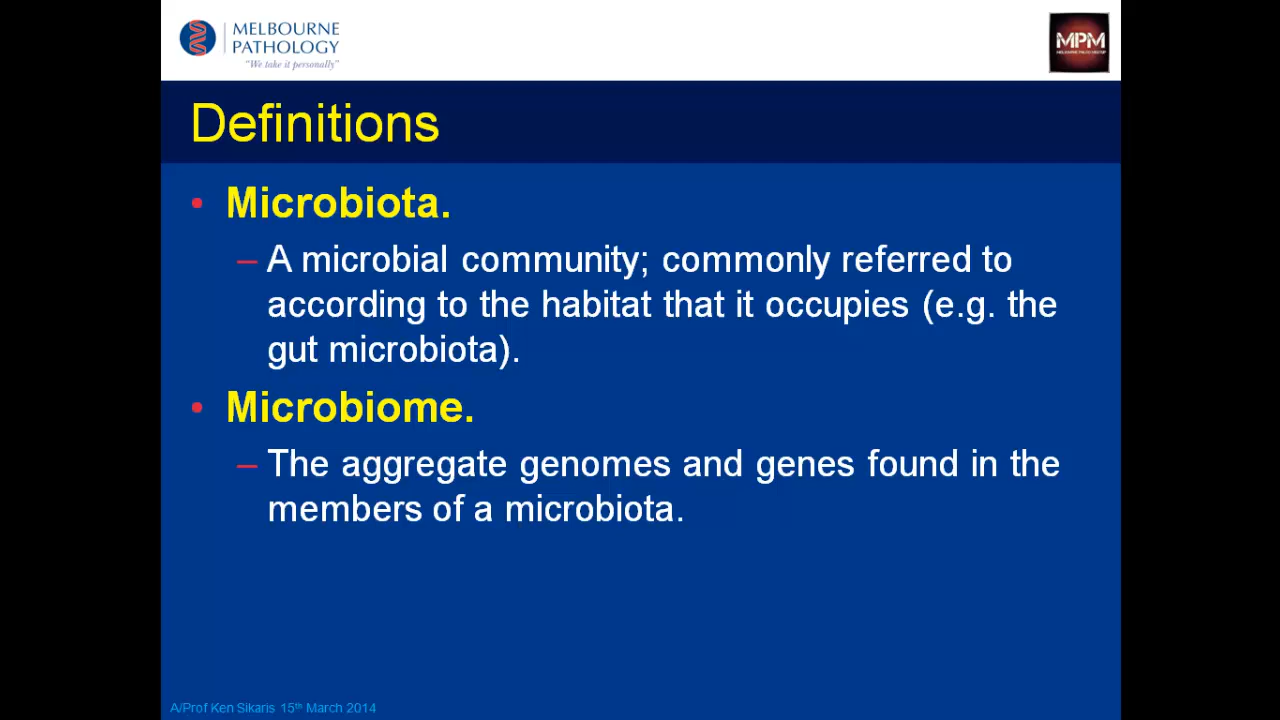 MELBOURNE
PATHOLOGY
"We take it personally"
MPM
Definitions
• Microbiota.
– A microbial community; commonly referred to
according to the habitat that it occupies (e.g. the
gut microbiota).
• Microbiome.
– The aggregate genomes and genes found in the
members of a microbiota.
A/Prof Ken Sikaris 15th March 2014